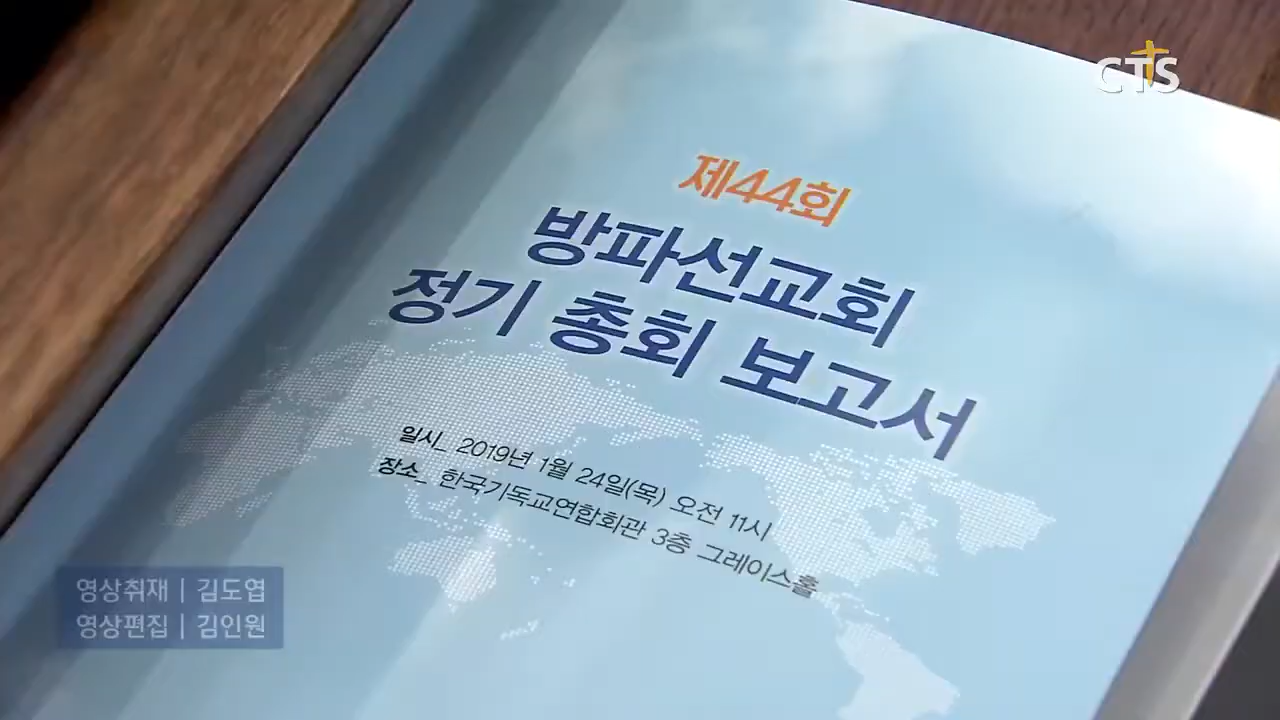 CTS
제44회
방파선교회
정기 총회 보고서
일시_ 2019년 1월 24일(목) 오전 11시
장소_ 한국기독교연합회관 3층 그레이스홀
영상취재 | 김도엽
영상편집 | 김인원